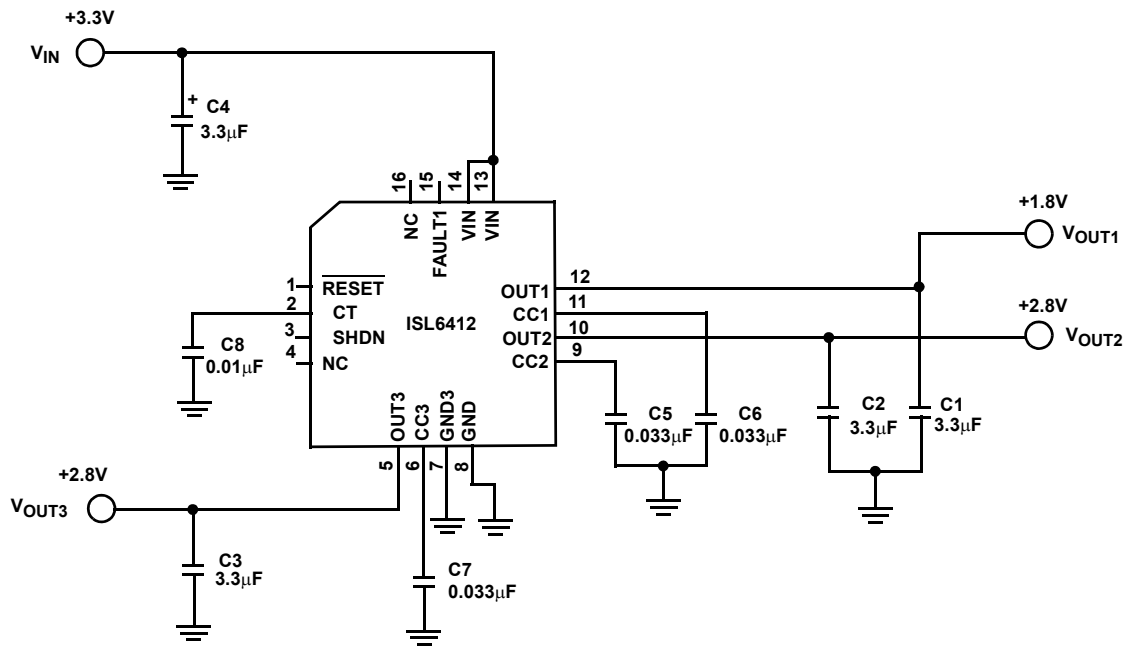 +3.3V
VIN
+
C4
3.3μF
16
15
14
13
NC
FAULT1
VIN
VIN
+1.8V
VOUT1
1
RESET
12
OUT1
2
CT
11
CC1
+2.8V
VOUT2
ISL6412
3
SHDN
10
OUT2
4
NC
9
CC2
C8
0.01μF
OUT3
CC3
GND3
GND
5
6
7
8
C5
0.033μF
C6
0.033μF
C2
3.3μF
C1
3.3μF
+2.8V
VOUT3
C3
3.3μF
C7
0.033μF